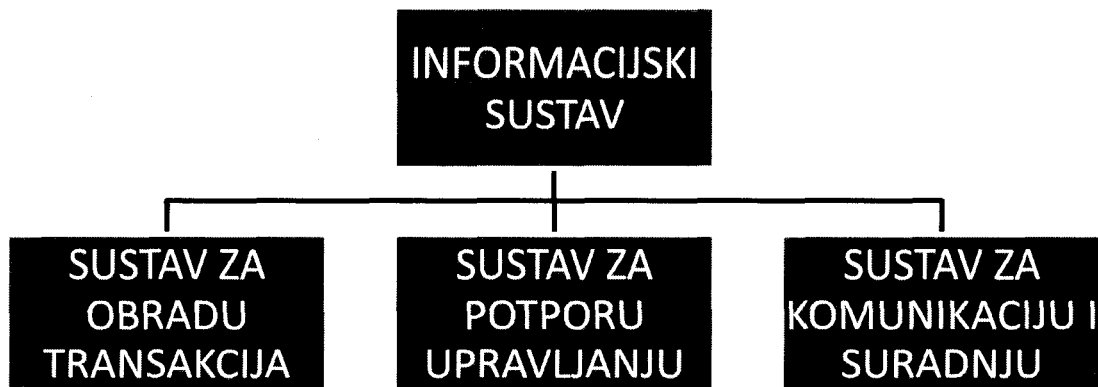 INFORMACIJSKI
SUSTAV
SUSTAV ZA
OBRADU
TRANSAKCIJA
SUSTAV ZA
POTPORU
UPRAVLJANJU
SUSTAV ZA
KOMUNIKACIJU I
SURADNJU